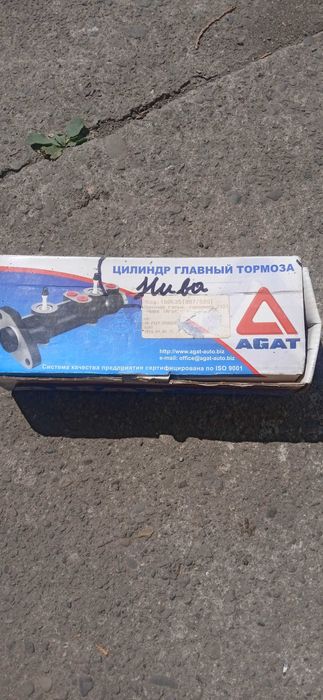 ЦИЛИНДР ГЛАВНЫЙ ТОРМОЗА
Нива
AGAT
http://www.agat-auto.biz
e-mail: office@agat-auto.biz
Система качества предприятия сертифицирована по ISO 9001